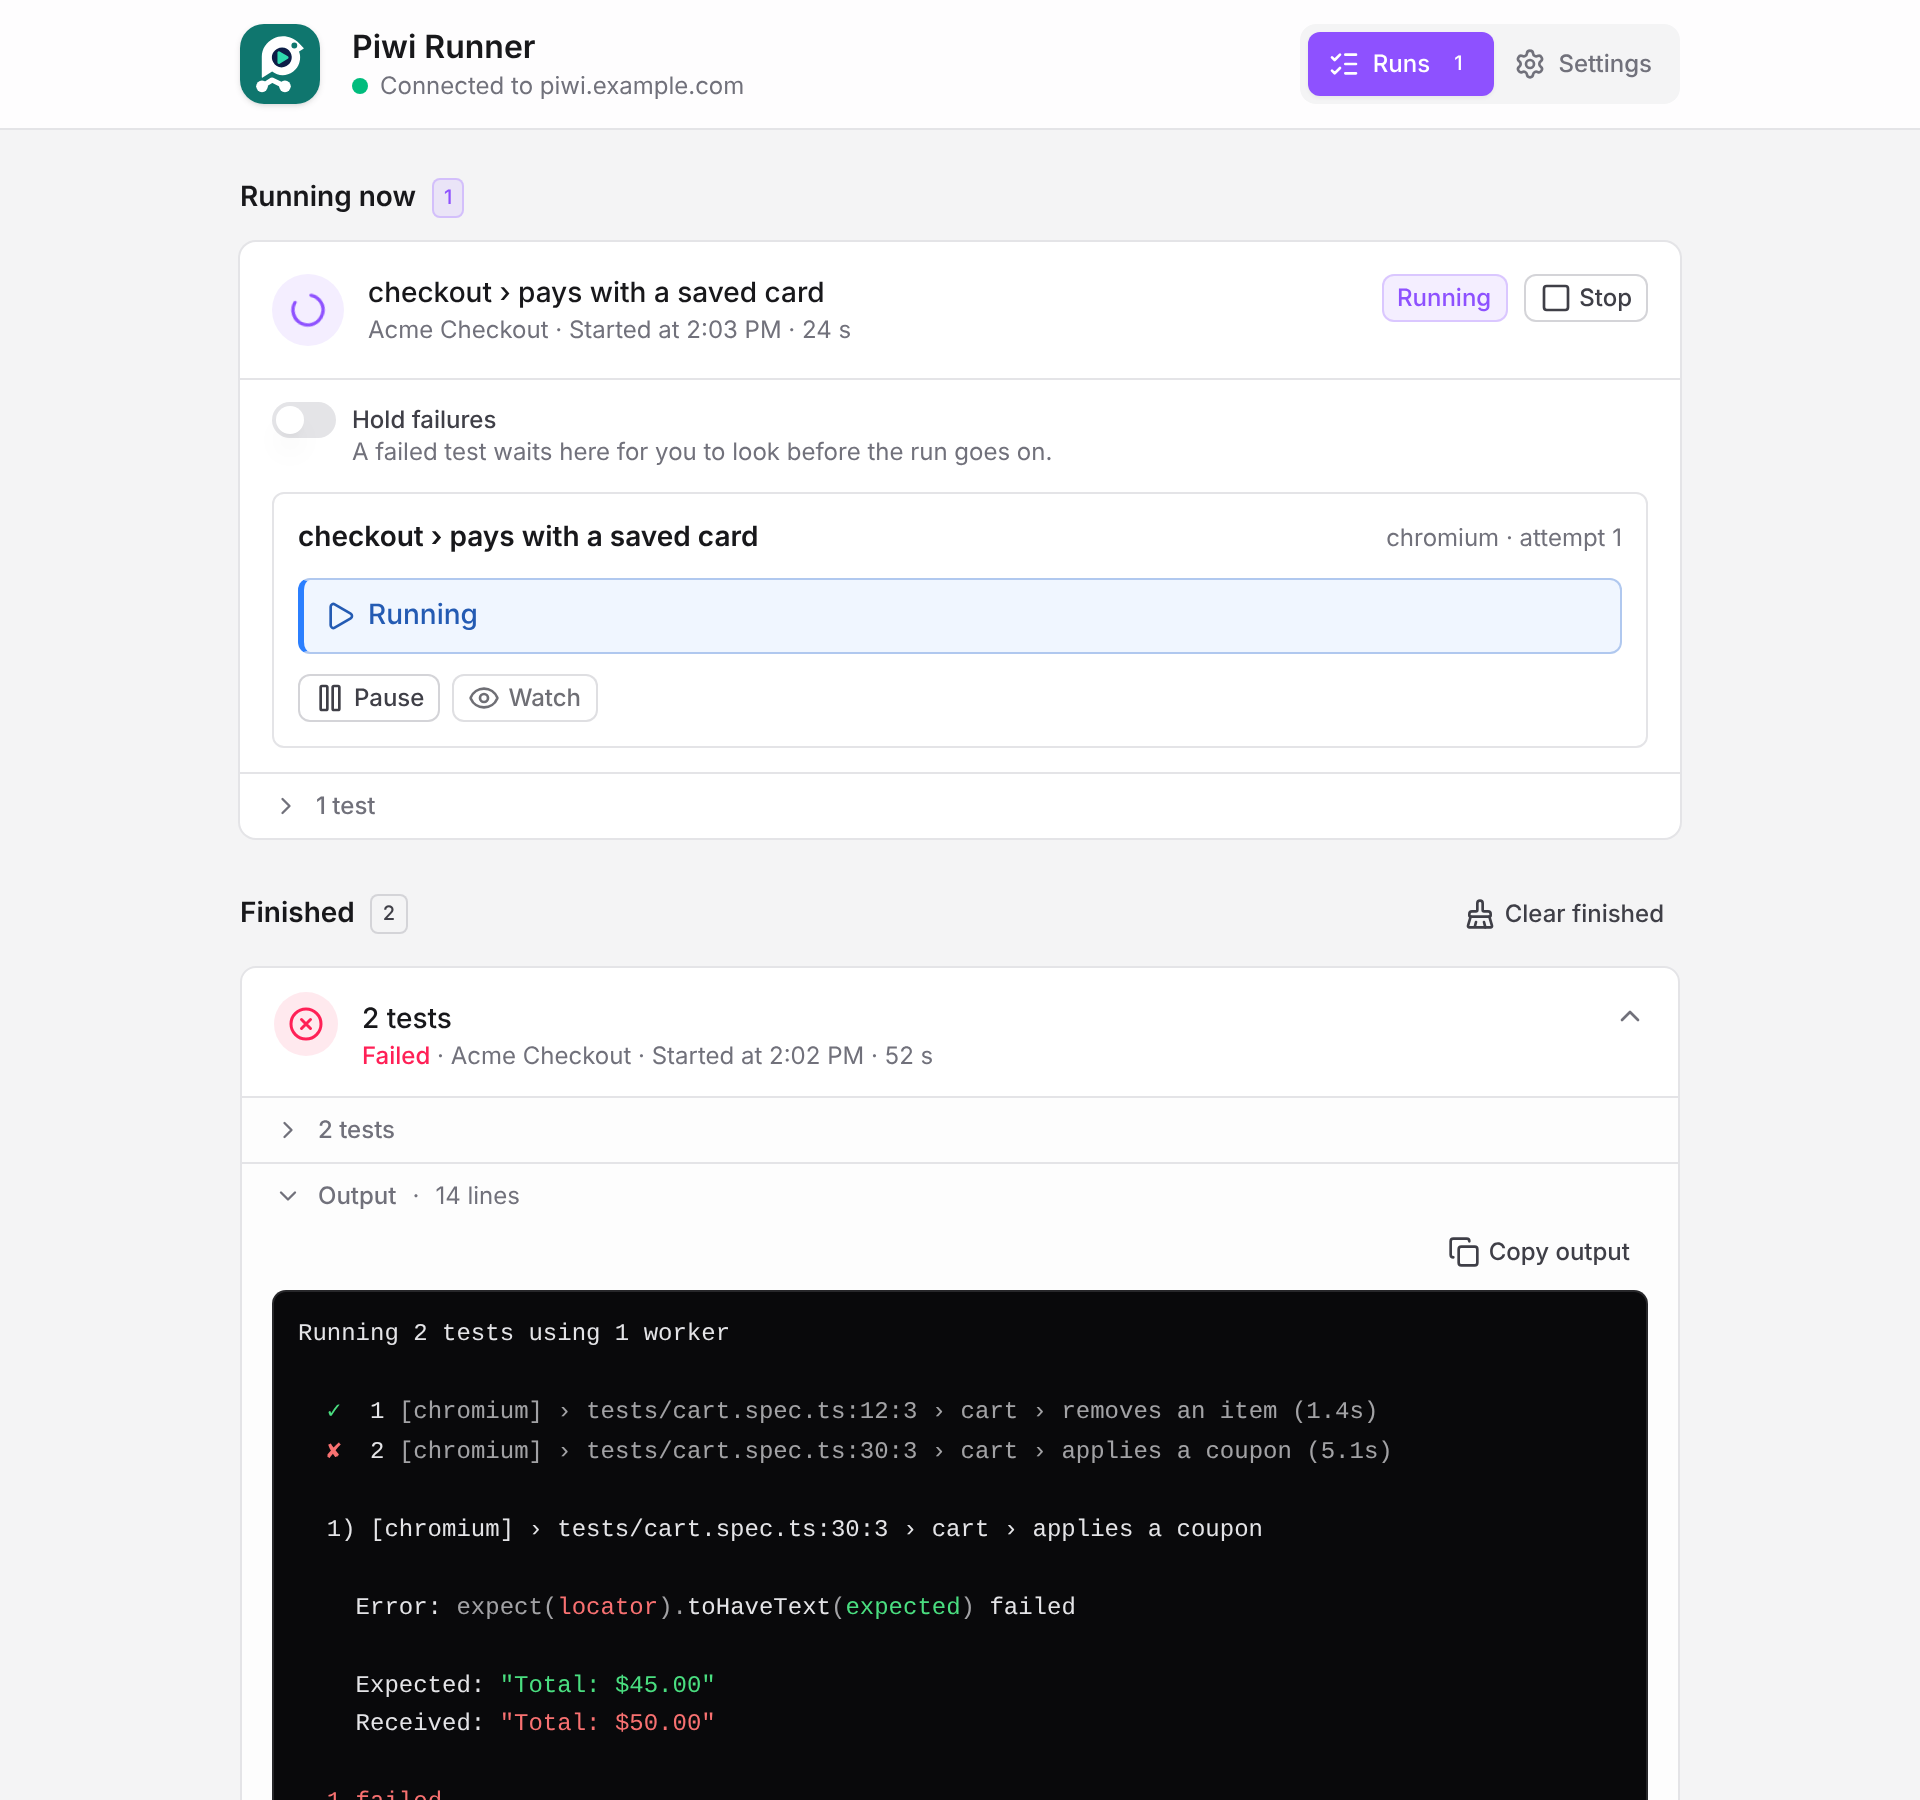 Piwi Runner
Connected to piwi.example.com
Runs 1
Settings
Running now 1
checkout › pays with a saved card
Acme Checkout · Started at 2:03 PM · 24 s
Running
Stop
Hold failures
A failed test waits here for you to look before the run goes on.
checkout › pays with a saved card
chromium · attempt 1
Running
Pause
Watch
1 test
Finished 2
Clear finished
2 tests
Failed · Acme Checkout · Started at 2:02 PM · 52 s
2 tests
Output · 14 lines
Copy output
Running 2 tests using 1 worker
✓ 1 [chromium] › tests/cart.spec.ts:12:3 › cart › removes an item (1.4s)
✘ 2 [chromium] › tests/cart.spec.ts:30:3 › cart › applies a coupon (5.1s)
1) [chromium] › tests/cart.spec.ts:30:3 › cart › applies a coupon
Error: expect(locator).toHaveText(expected) failed
Expected: "Total: $45.00"
Received: "Total: $50.00"
1 failed